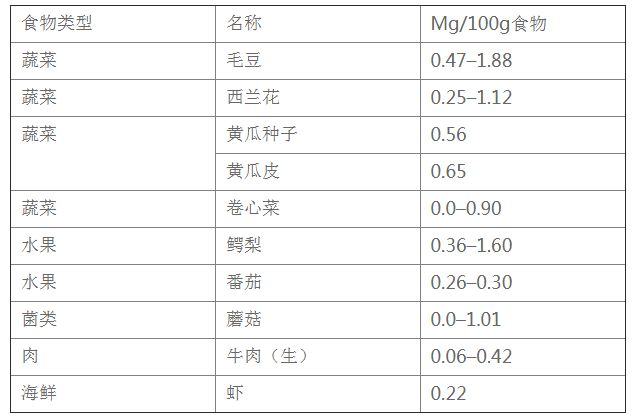 食物类型 名称 Mg/100g食物
蔬菜 毛豆 0.47–1.88
蔬菜 西兰花 0.25–1.12
蔬菜 黄瓜种子 0.56
黄瓜皮 0.65
蔬菜 卷心菜 0.0–0.90
水果 鳄梨 0.36–1.60
水果 番茄 0.26–0.30
菌类 蘑菇 0.0–1.01
肉 牛肉（生） 0.06–0.42
海鲜 虾 0.22